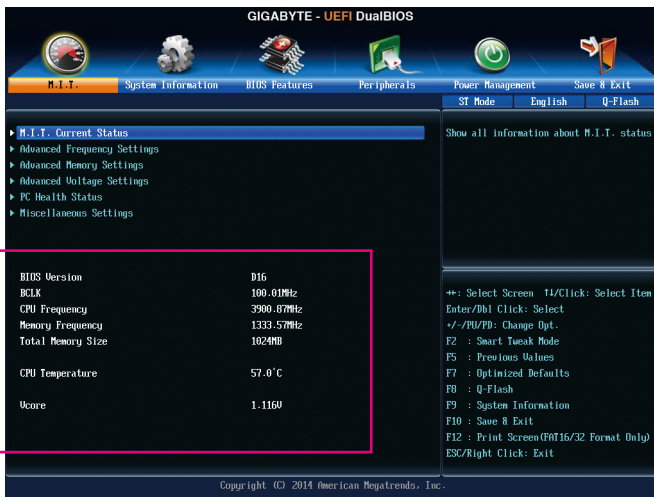 GIGABYTE - UEFI DualBIOS
M.I.T. System Information BIOS Features Peripherals Power Management Save & Exit
ST Mode English Q-Flash
M.I.T. Current Status
Advanced Frequency Settings
Advanced Memory Settings
Advanced Voltage Settings
PC Health Status
Miscellaneous Settings
Show all information about M.I.T. status
BIOS Version D16
BCLK 100.01MHz
CPU Frequency 3900.87MHz
Memory Frequency 1333.57MHz
Total Memory Size 1024MB
CPU Temperature 57.0°C
Vcore 1.116V
→←: Select Screen ↑↓/Click: Select Item
Enter/Dbl Click: Select
+/-/PU/PD: Change Opt.
F2 : Smart Tweak Mode
F5 : Previous Values
F7 : Optimized Defaults
F8 : Q-Flash
F9 : System Information
F10 : Save & Exit
F12 : Print Screen(FAT16/32 Format Only)
ESC/Right Click: Exit
Copyright (C) 2014 American Megatrends, Inc.